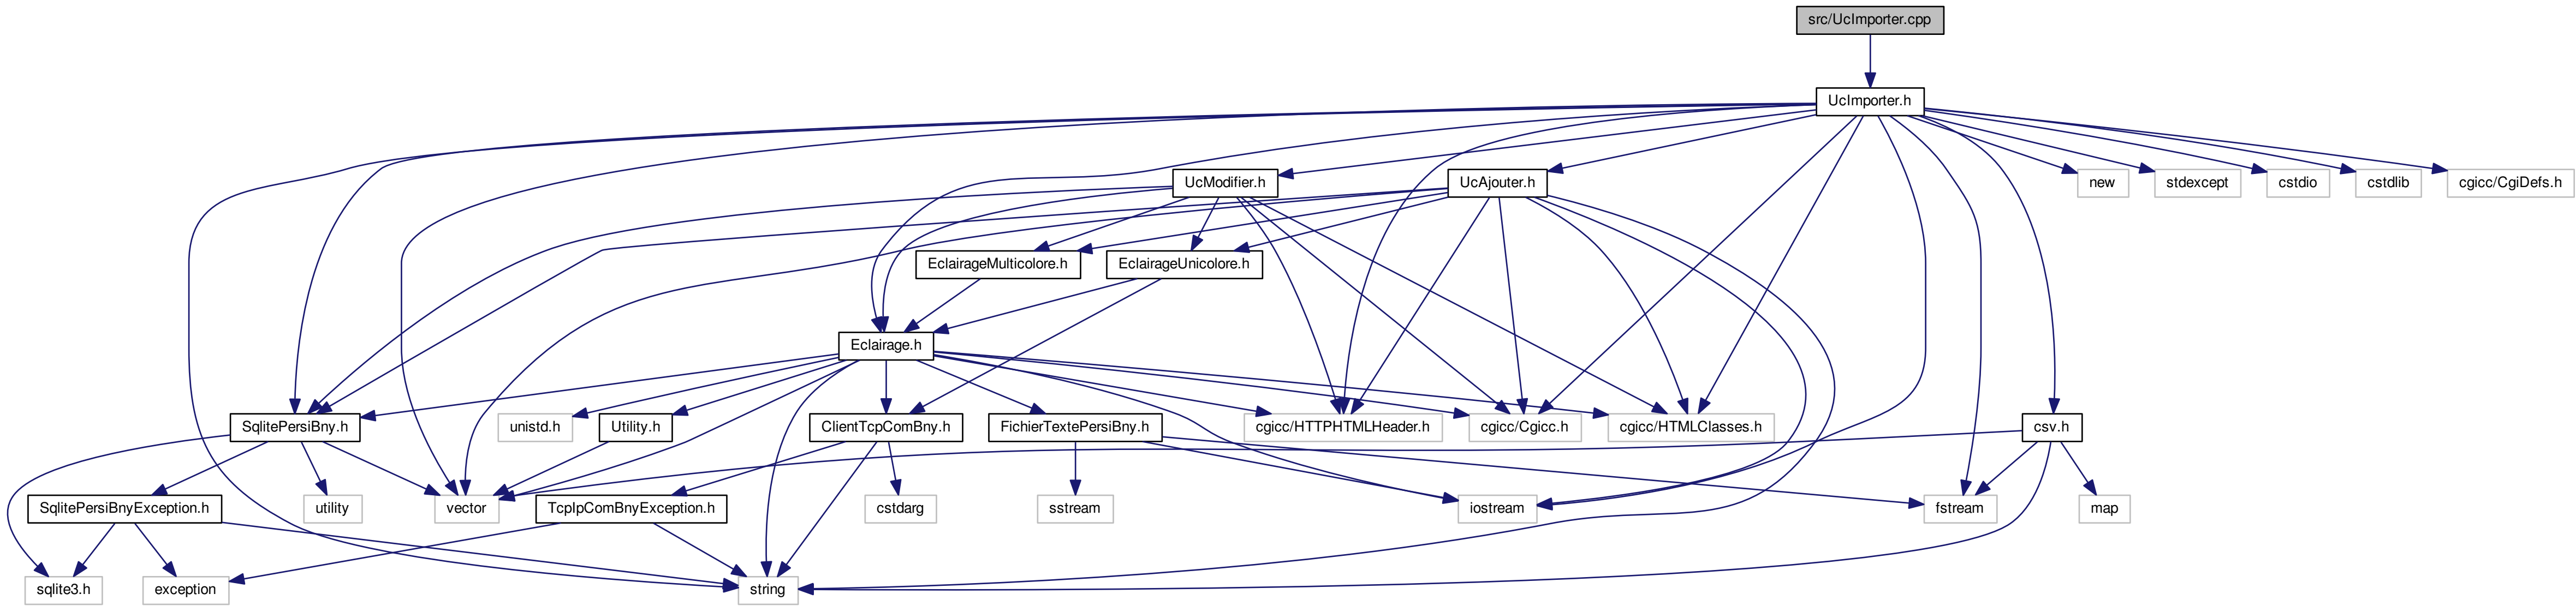 src/UcImporter.cpp
UcImporter.h
UcModifier.h
UcAjouter.h
new
stdexcept
cstdio
cstdlib
cgicc/CgiDefs.h
EclairageMulticolore.h
EclairageUnicolore.h
Eclairage.h
SqlitePersiBny.h
unistd.h
Utility.h
ClientTcpComBny.h
FichierTextePersiBny.h
cgicc/HTTPHTMLHeader.h
cgicc/Cgicc.h
cgicc/HTMLClasses.h
csv.h
SqlitePersiBnyException.h
utility
vector
TcpIpComBnyException.h
cstdarg
sstream
iostream
fstream
map
sqlite3.h
exception
string